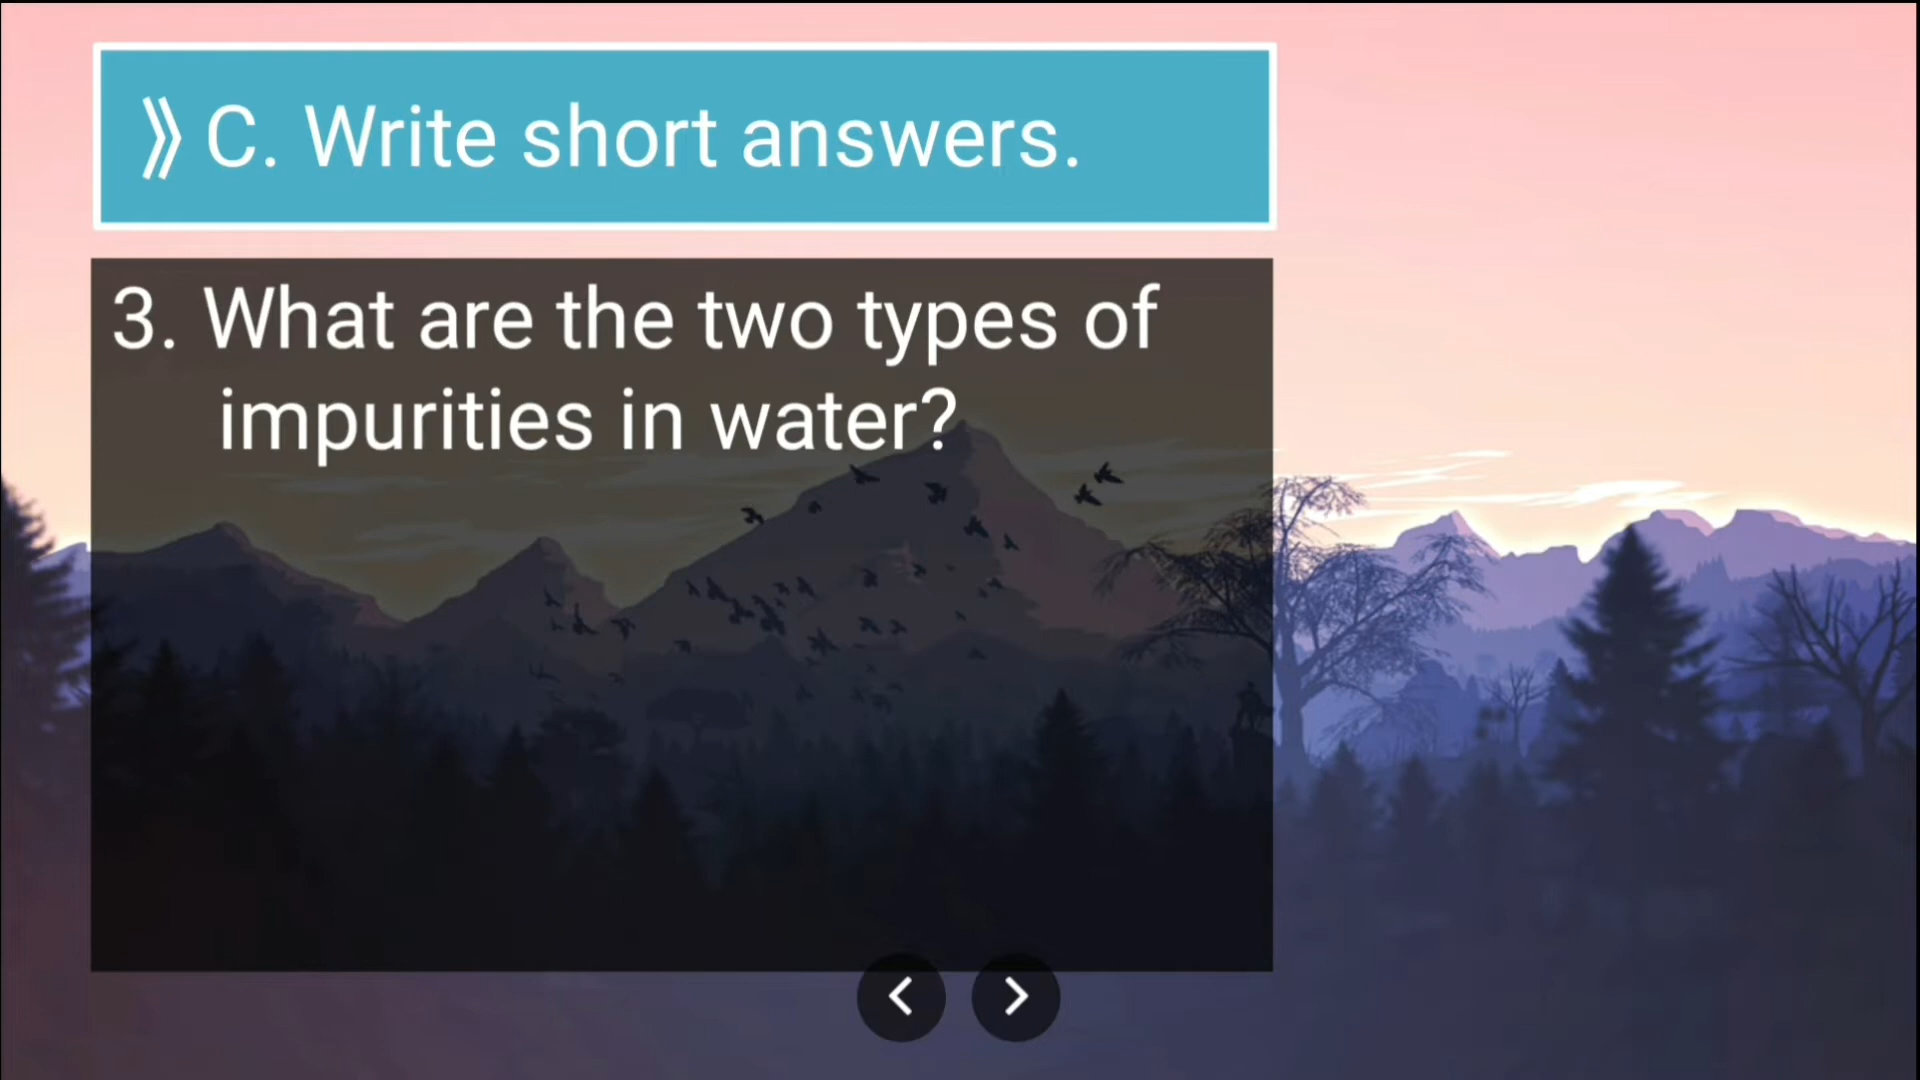 ⟫ C. Write short answers.
3. What are the two types of
impurities in water?